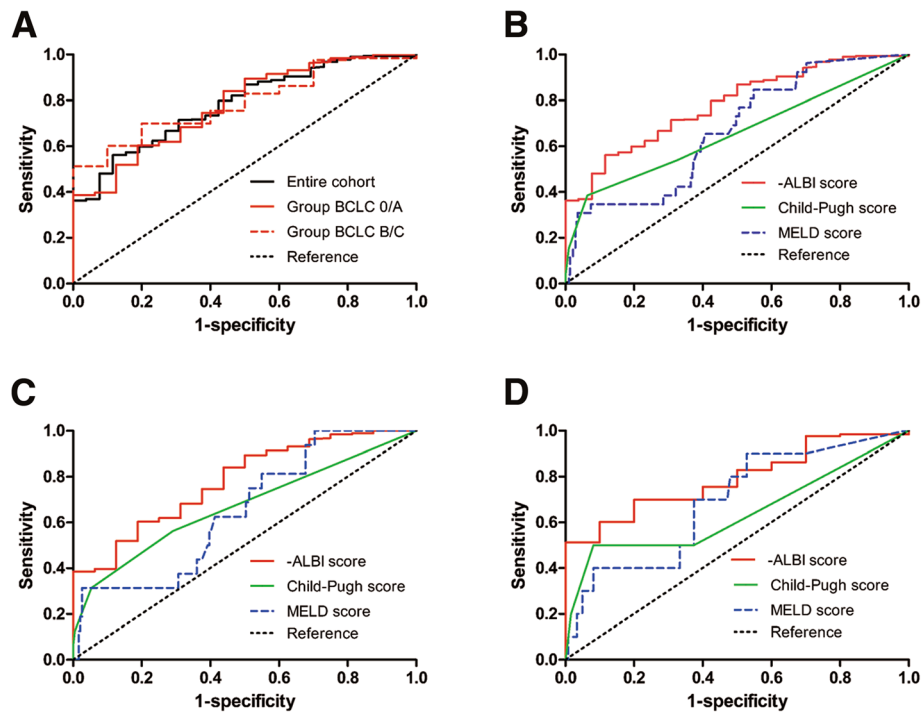 A
Sensitivity
1.0
0.8
0.6
0.4
0.2
0.0
0.0 0.2 0.4 0.6 0.8 1.0
1-specificity
Entire cohort
Group BCLC 0/A
Group BCLC B/C
Reference
B
Sensitivity
1.0
0.8
0.6
0.4
0.2
0.0
0.0 0.2 0.4 0.6 0.8 1.0
1-specificity
-ALBI score
Child-Pugh score
MELD score
Reference
C
Sensitivity
1.0
0.8
0.6
0.4
0.2
0.0
0.0 0.2 0.4 0.6 0.8 1.0
1-specificity
-ALBI score
Child-Pugh score
MELD score
Reference
D
Sensitivity
1.0
0.8
0.6
0.4
0.2
0.0
0.0 0.2 0.4 0.6 0.8 1.0
1-specificity
-ALBI score
Child-Pugh score
MELD score
Reference